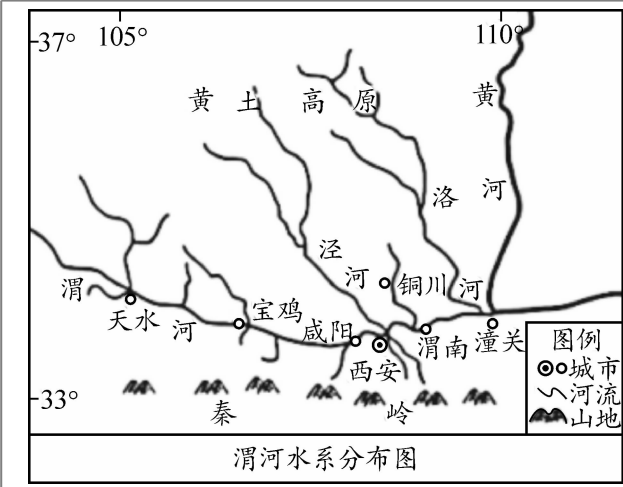 105°
110°
37°
黄土高原
黄河
洛河
泾河
铜川
渭河
天水
宝鸡
咸阳
西安
渭南
潼关
33°
秦岭
图例
城市
河流
山地
渭河水系分布图